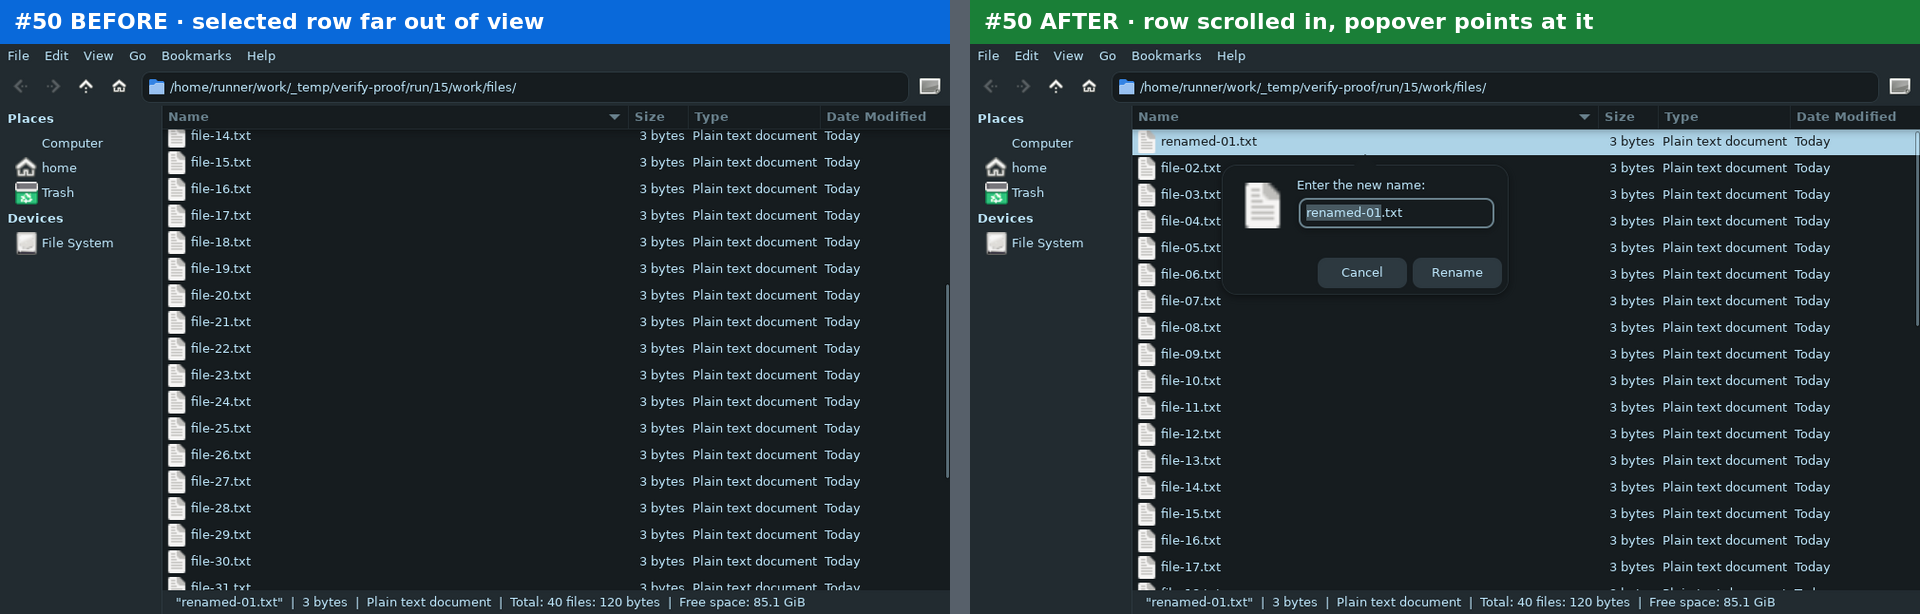 #50 BEFORE · selected row far out of view
File Edit View Go Bookmarks Help
/home/runner/work/_temp/verify-proof/run/15/work/files/
Places
Computer
home
Trash
Devices
File System
Name Size Type Date Modified
file-14.txt 3 bytes Plain text document Today
file-15.txt 3 bytes Plain text document Today
file-16.txt 3 bytes Plain text document Today
file-17.txt 3 bytes Plain text document Today
file-18.txt 3 bytes Plain text document Today
file-19.txt 3 bytes Plain text document Today
file-20.txt 3 bytes Plain text document Today
file-21.txt 3 bytes Plain text document Today
file-22.txt 3 bytes Plain text document Today
file-23.txt 3 bytes Plain text document Today
file-24.txt 3 bytes Plain text document Today
file-25.txt 3 bytes Plain text document Today
file-26.txt 3 bytes Plain text document Today
file-27.txt 3 bytes Plain text document Today
file-28.txt 3 bytes Plain text document Today
file-29.txt 3 bytes Plain text document Today
file-30.txt 3 bytes Plain text document Today
file-31.txt 3 bytes Plain text document Today
"renamed-01.txt" | 3 bytes | Plain text document | Total: 40 files: 120 bytes | Free space: 85.1 GiB
#50 AFTER · row scrolled in, popover points at it
File Edit View Go Bookmarks Help
/home/runner/work/_temp/verify-proof/run/15/work/files/
Places
Computer
home
Trash
Devices
File System
Name Size Type Date Modified
renamed-01.txt 3 bytes Plain text document Today
file-02.txt 3 bytes Plain text document Today
file-03.txt 3 bytes Plain text document Today
file-04.txt 3 bytes Plain text document Today
file-05.txt 3 bytes Plain text document Today
file-06.txt 3 bytes Plain text document Today
file-07.txt 3 bytes Plain text document Today
file-08.txt 3 bytes Plain text document Today
file-09.txt 3 bytes Plain text document Today
file-10.txt 3 bytes Plain text document Today
file-11.txt 3 bytes Plain text document Today
file-12.txt 3 bytes Plain text document Today
file-13.txt 3 bytes Plain text document Today
file-14.txt 3 bytes Plain text document Today
file-15.txt 3 bytes Plain text document Today
file-16.txt 3 bytes Plain text document Today
file-17.txt 3 bytes Plain text document Today
Enter the new name:
renamed-01.txt
Cancel Rename
"renamed-01.txt" | 3 bytes | Plain text document | Total: 40 files: 120 bytes | Free space: 85.1 GiB